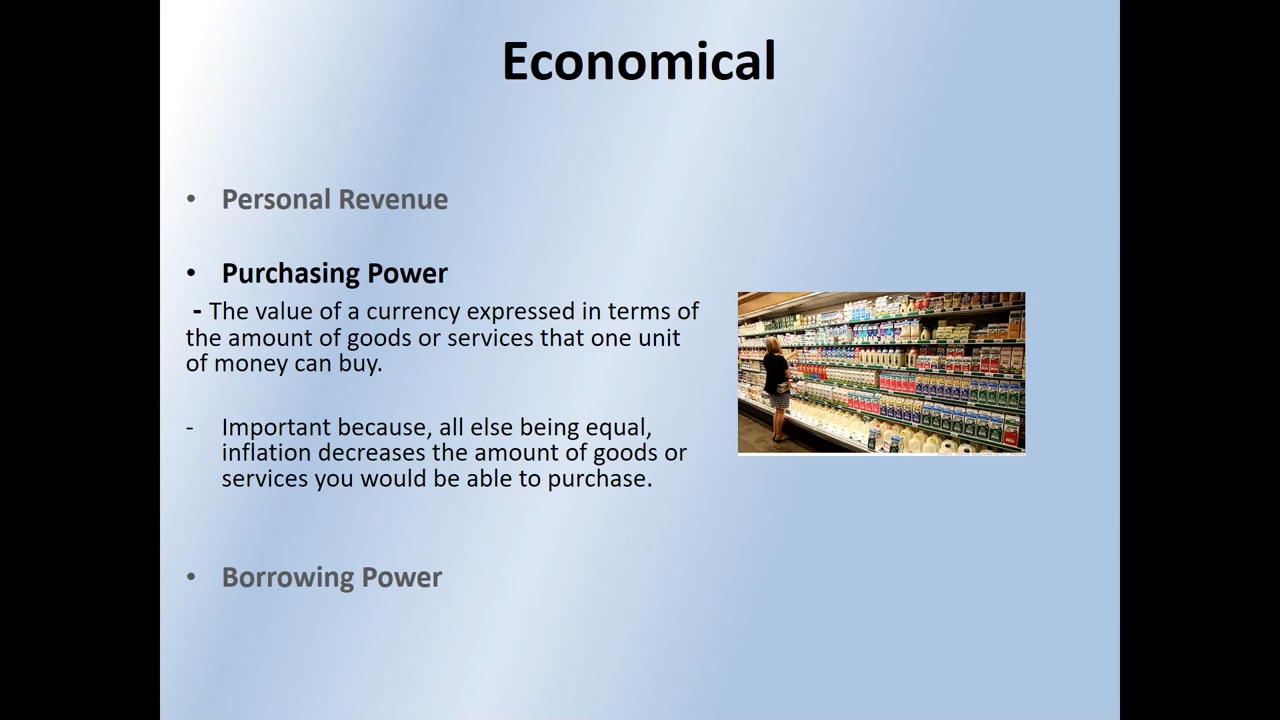 Economical
• Personal Revenue
• Purchasing Power
- The value of a currency expressed in terms of
the amount of goods or services that one unit
of money can buy.
- Important because, all else being equal,
inflation decreases the amount of goods or
services you would be able to purchase.
• Borrowing Power